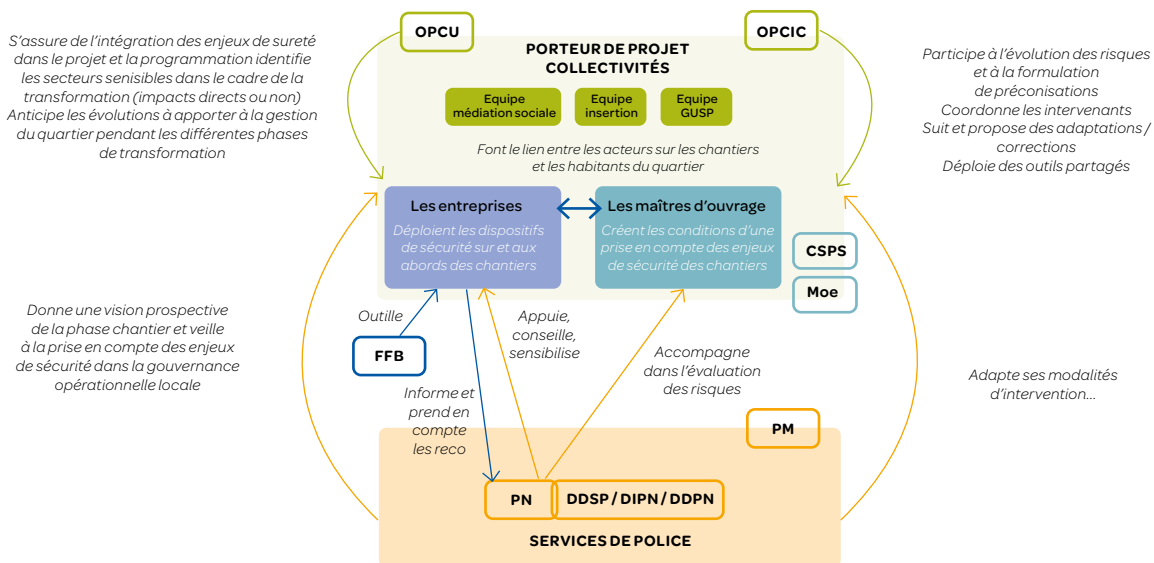 OPCU
OPCIC
S'assure de l'intégration des enjeux de sureté
dans le projet et la programmation identifie
les secteurs sensisibles dans le cadre de la
transformation (impacts directs ou non)
Anticipe les évolutions à apporter à la gestion
du quartier pendant les différentes phases
de transformation
PORTEUR DE PROJET
COLLECTIVITÉS
Equipe
médiation sociale
Equipe
insertion
Equipe
GUSP
Font le lien entre les acteurs sur les chantiers
et les habitants du quartier
Participe à l'évolution des risques
et à la formulation
de préconisations
Coordonne les intervenants
Suit et propose des adaptations /
corrections
Déploie des outils partagés
Les entreprises
Déploient les dispositifs
de sécurité sur et aux
abords des chantiers
Les maîtres d'ouvrage
Créent les conditions d'une
prise en compte des enjeux
de sécurité des chantiers
CSPS
Moe
Donne une vision prospective
de la phase chantier et veille
à la prise en compte des enjeux
de sécurité dans la gouvernance
opérationnelle locale
Outille
FFB
Appuie,
conseille,
sensibilise
Informe et
prend en
compte
les reco
Accompagne
dans l'évaluation
des risques
Adapte ses modalités
d'intervention...
PM
PN
DDSP / DIPN / DDPN
SERVICES DE POLICE